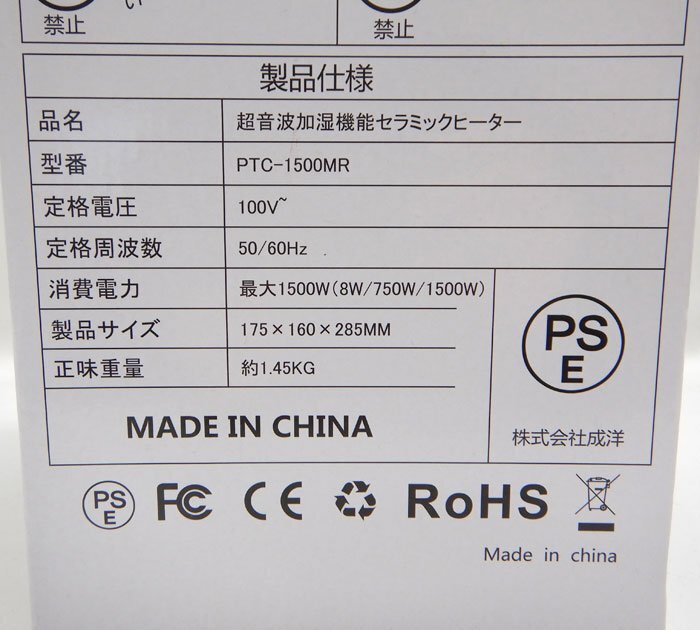 い
禁止
禁止
製品仕様
品名 超音波加湿機能セラミックヒーター
型番 PTC-1500MR
定格電圧 100V~
定格周波数 50/60Hz
消費電力 最大1500W(8W/750W/1500W)
製品サイズ 175×160×285MM
正味重量 約1.45KG
PS
E
株式会社成洋
MADE IN CHINA
PS
E
FC CE RoHS
Made in china